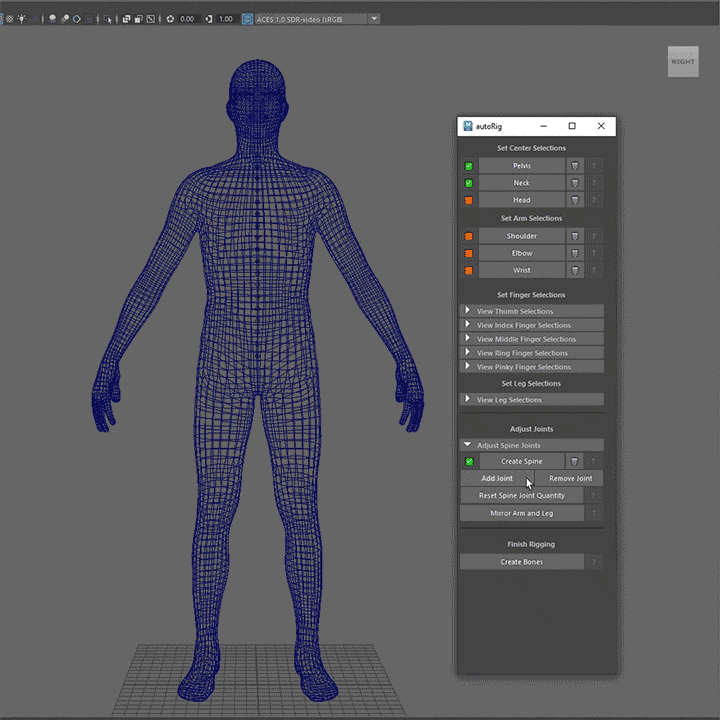 0.00 1.00 ACES 1.0 SDR-video (sRGB)
RIGHT
autoRig
Set Center Selections
Pelvis ?
Neck ?
Head ?
Set Arm Selections
Shoulder ?
Elbow ?
Wrist ?
Set Finger Selections
View Thumb Selections
View Index Finger Selections
View Middle Finger Selections
View Ring Finger Selections
View Pinky Finger Selections
Set Leg Selections
View Leg Selections
Adjust Joints
Adjust Spine Joints
Create Spine ?
Add Joint Remove Joint
Reset Spine Joint Quantity ?
Mirror Arm and Leg ?
Finish Rigging
Create Bones ?